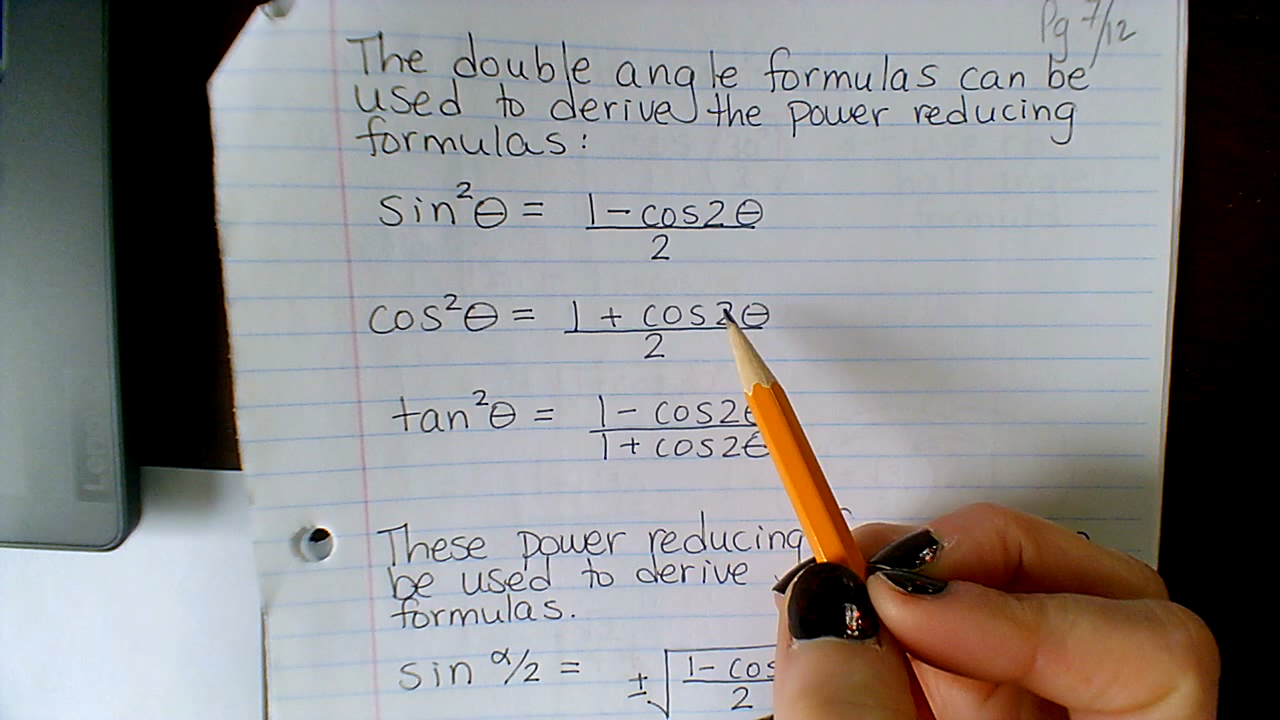 Pg 7/12
The double angle formulas can be
used to derive the power reducing
formulas:
sin²θ = 1 - cos2θ
2
cos²θ = 1 + cos2θ
2
tan²θ = 1 - cos2θ
1 + cos2θ
These power reducing
be used to derive
formulas.
sin α/2 = ± √ 1 - cos
2
Lenovo